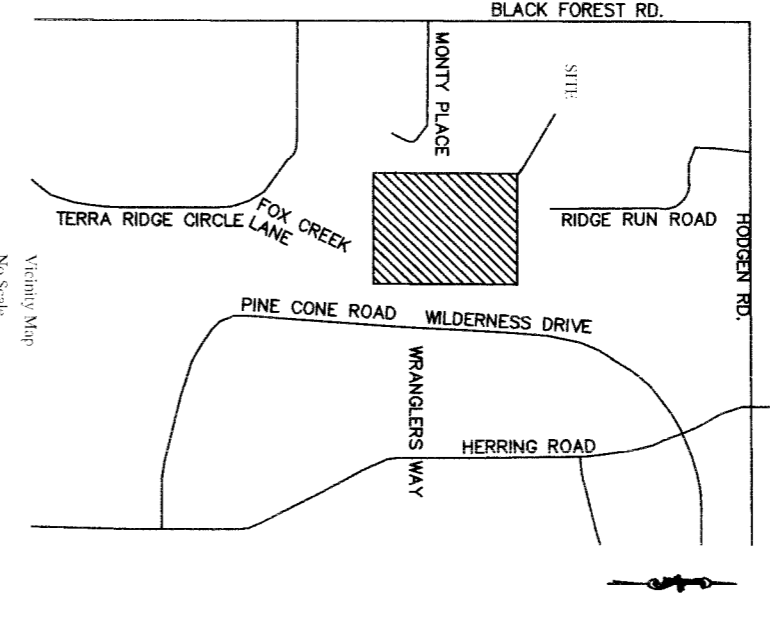 BLACK FOREST RD.
MONTY PLACE
SITE
TERRA RIDGE CIRCLE
FOX CREEK
LANE
RIDGE RUN ROAD
HODGEN RD.
Vicinity Map
No Scale
PINE CONE ROAD
WILDERNESS DRIVE
WRANGLERS WAY
HERRING ROAD